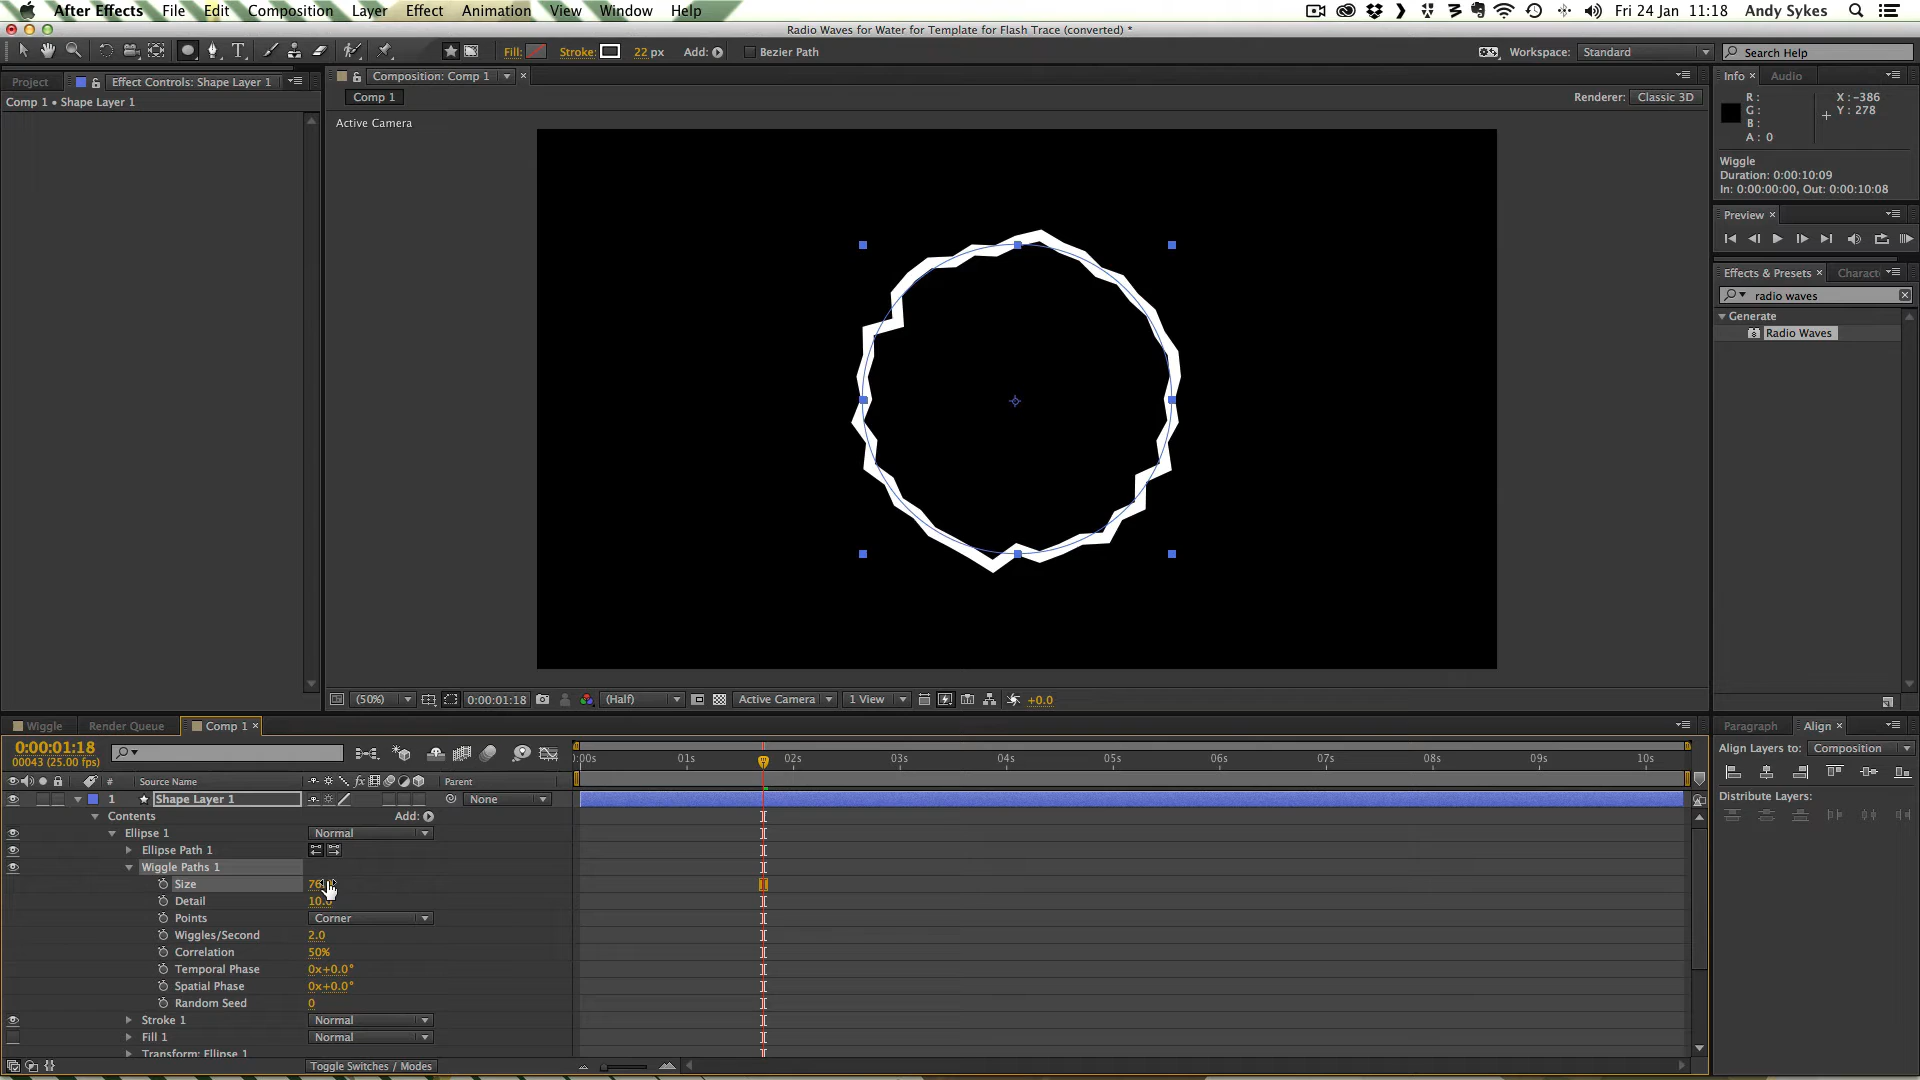 After Effects File Edit Composition Layer Effect Animation View Window Help Fri 24 Jan 11:18 Andy Sykes
Radio Waves for Water for Template for Flash Trace (converted) *
Fill: Stroke: 22 px Add: Bezier Path Workspace: Standard Search Help
Project Effect Controls: Shape Layer 1 Composition: Comp 1 Info Audio
Comp 1 • Shape Layer 1 Comp 1 Renderer: Classic 3D
R: X: -386
G: Y: 278
B:
A: 0
Active Camera
Wiggle
Duration: 0:00:10:09
In: 0:00:00:00, Out: 0:00:10:08
Preview
Effects & Presets Charact
radio waves
Generate
Radio Waves
(50%) 0:00:01:18 (Half) Active Camera 1 View +0.0
Wiggle Render Queue Comp 1 Paragraph Align
0:00:01:18
00043 (25.00 fps)
Align Layers to: Composition
:00s 01s 02s 03s 04s 05s 06s 07s 08s 09s 10s
# Source Name Parent
Distribute Layers:
1 Shape Layer 1 None
Contents Add:
Ellipse 1 Normal
Ellipse Path 1
Wiggle Paths 1
Size 76
Detail 10.
Points Corner
Wiggles/Second 2.0
Correlation 50%
Temporal Phase 0x+0.0°
Spatial Phase 0x+0.0°
Random Seed 0
Stroke 1 Normal
Fill 1 Normal
Transform: Ellipse 1
Toggle Switches / Modes